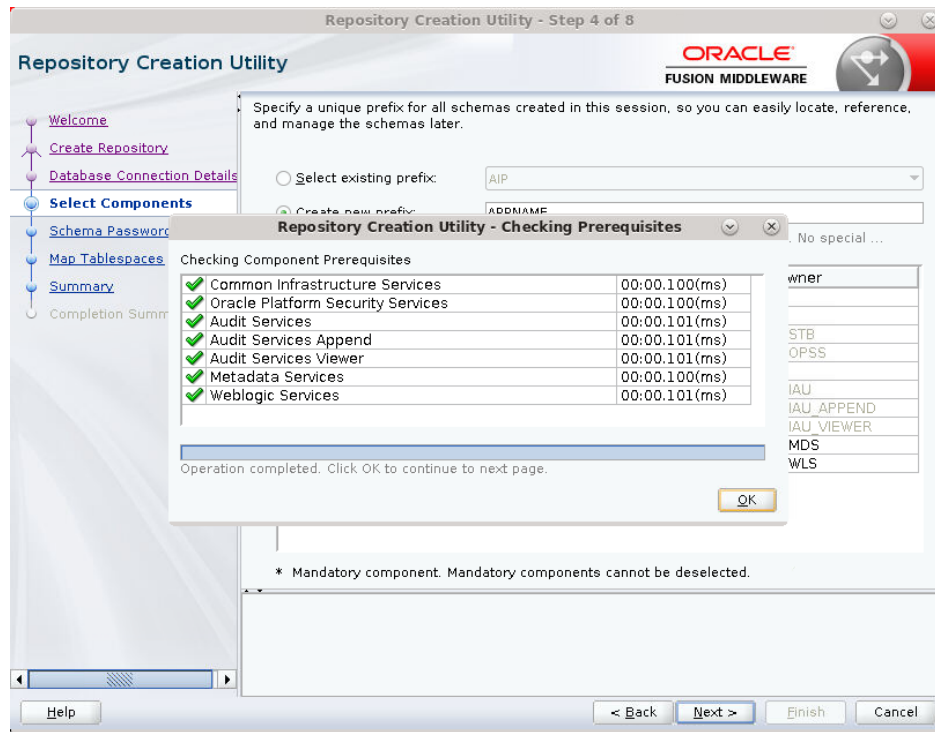 Repository Creation Utility - Step 4 of 8
Repository Creation Utility
ORACLE
FUSION MIDDLEWARE
Welcome
Create Repository
Database Connection Details
Select Components
Schema Password
Map Tablespaces
Summary
Completion Summ
Specify a unique prefix for all schemas created in this session, so you can easily locate, reference,
and manage the schemas later.
Select existing prefix:
AIP
Create new prefix:
APPNAME
. No special ...
wner
STB
OPSS
IAU
IAU_APPEND
IAU_VIEWER
MDS
WLS
Repository Creation Utility - Checking Prerequisites
Checking Component Prerequisites
Common Infrastructure Services 00:00.100(ms)
Oracle Platform Security Services 00:00.100(ms)
Audit Services 00:00.101(ms)
Audit Services Append 00:00.101(ms)
Audit Services Viewer 00:00.101(ms)
Metadata Services 00:00.100(ms)
Weblogic Services 00:00.101(ms)
Operation completed. Click OK to continue to next page.
OK
* Mandatory component. Mandatory components cannot be deselected.
Help
< Back
Next >
Finish
Cancel